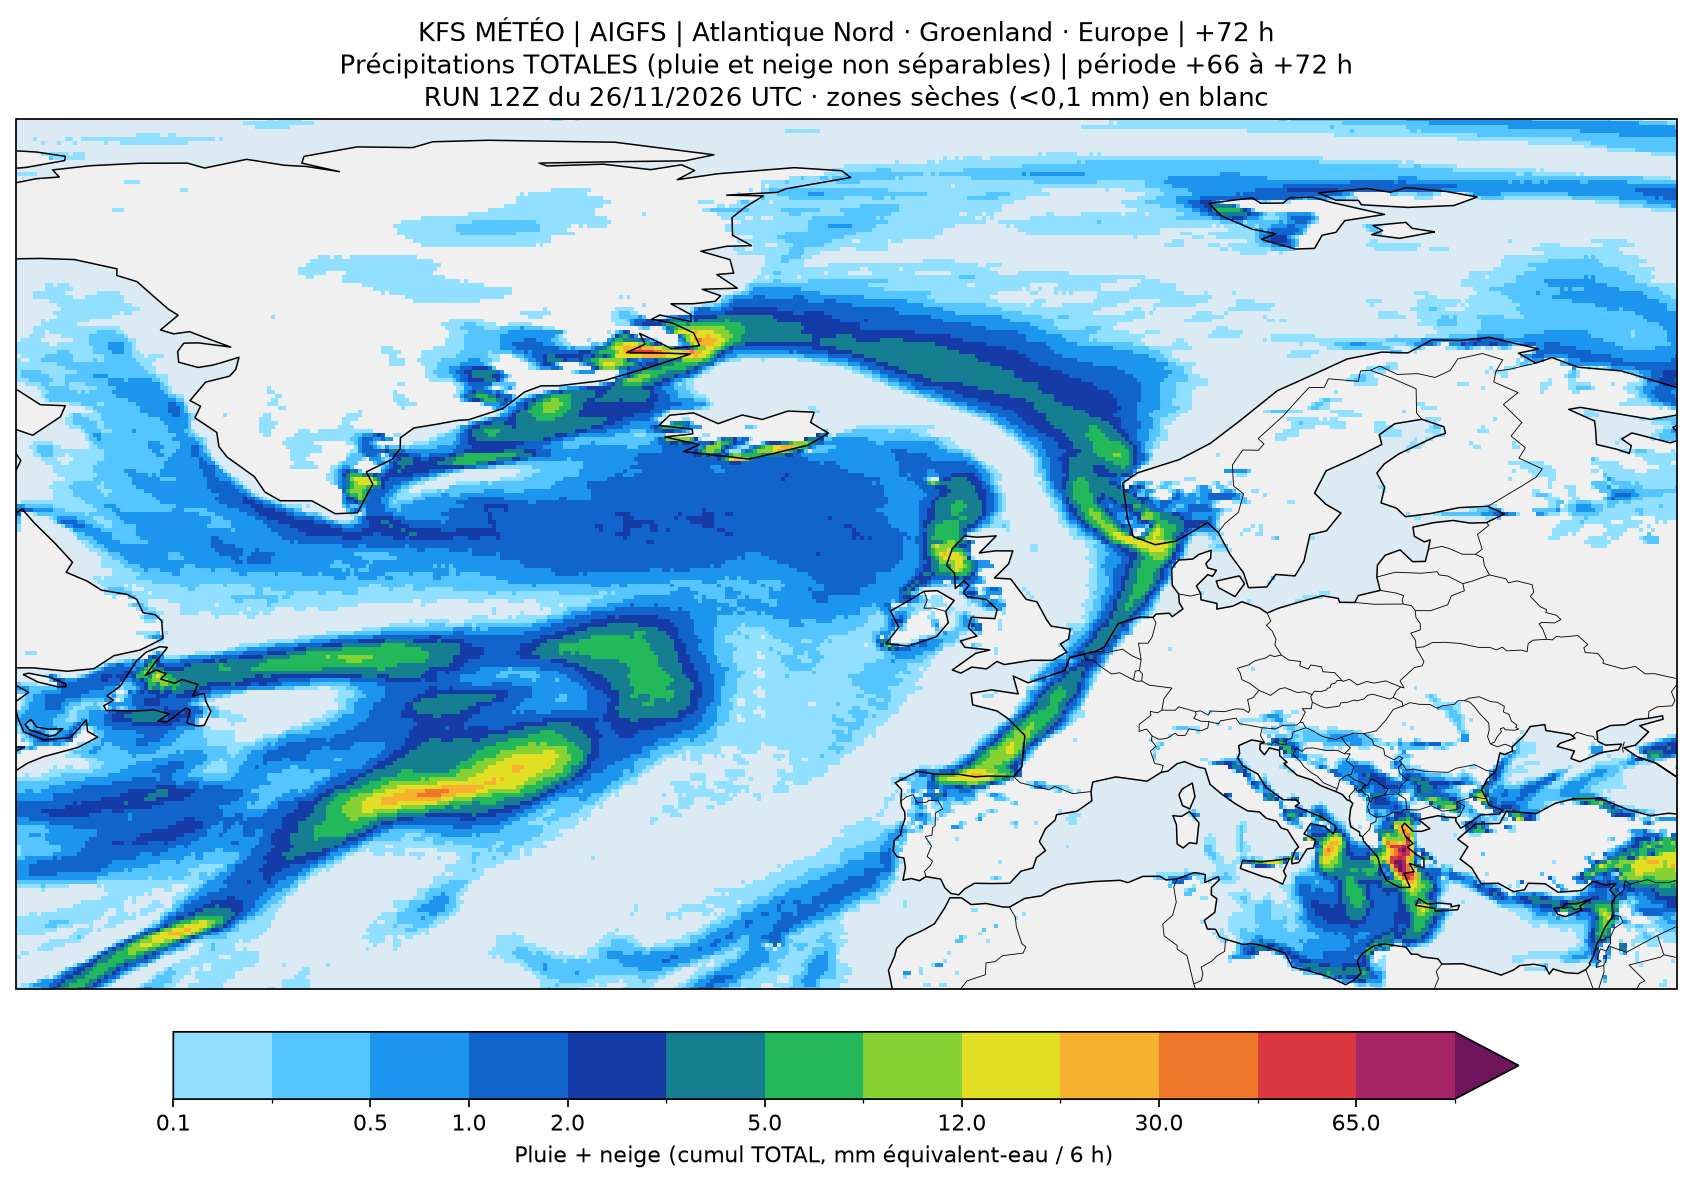 KFS MÉTÉO | AIGFS | Atlantique Nord · Groenland · Europe | +72 h
Précipitations TOTALES (pluie et neige non séparables) | période +66 à +72 h
RUN 12Z du 26/11/2026 UTC · zones sèches (<0,1 mm) en blanc
0.1 0.5 1.0 2.0 5.0 12.0 30.0 65.0
Pluie + neige (cumul TOTAL, mm équivalent-eau / 6 h)